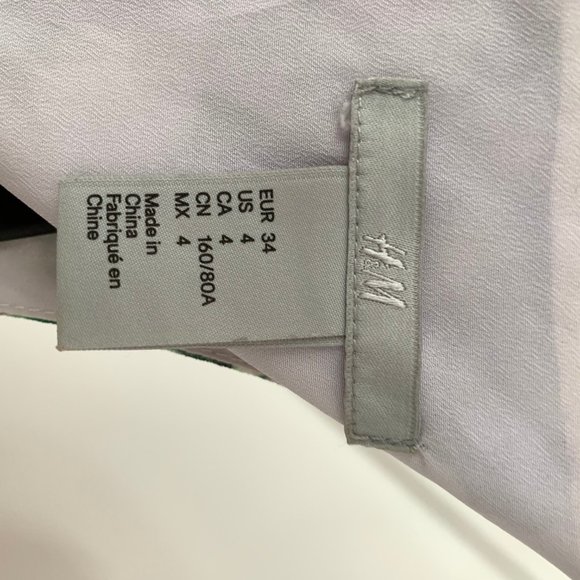 H&M
EUR 34
US 4
CA 4
CN 160/80A
MX 4
Made in
China
Fabriqué en
Chine